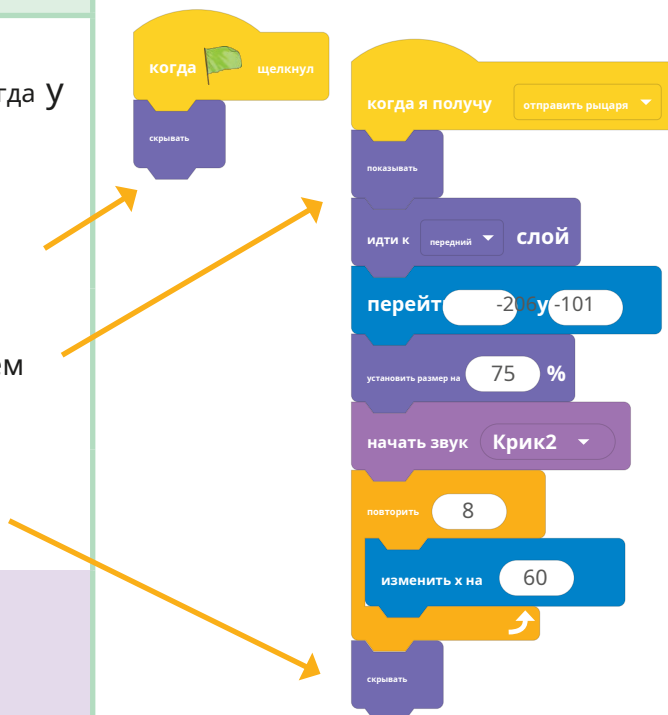 когда щелкнул
скрывать
гда у
ем
когда я получу отправить рыцаря
показывать
идти к передний слой
перейт -206 у -101
установить размер на 75 %
начать звук Крик2
повторить 8
изменить х на 60
скрывать